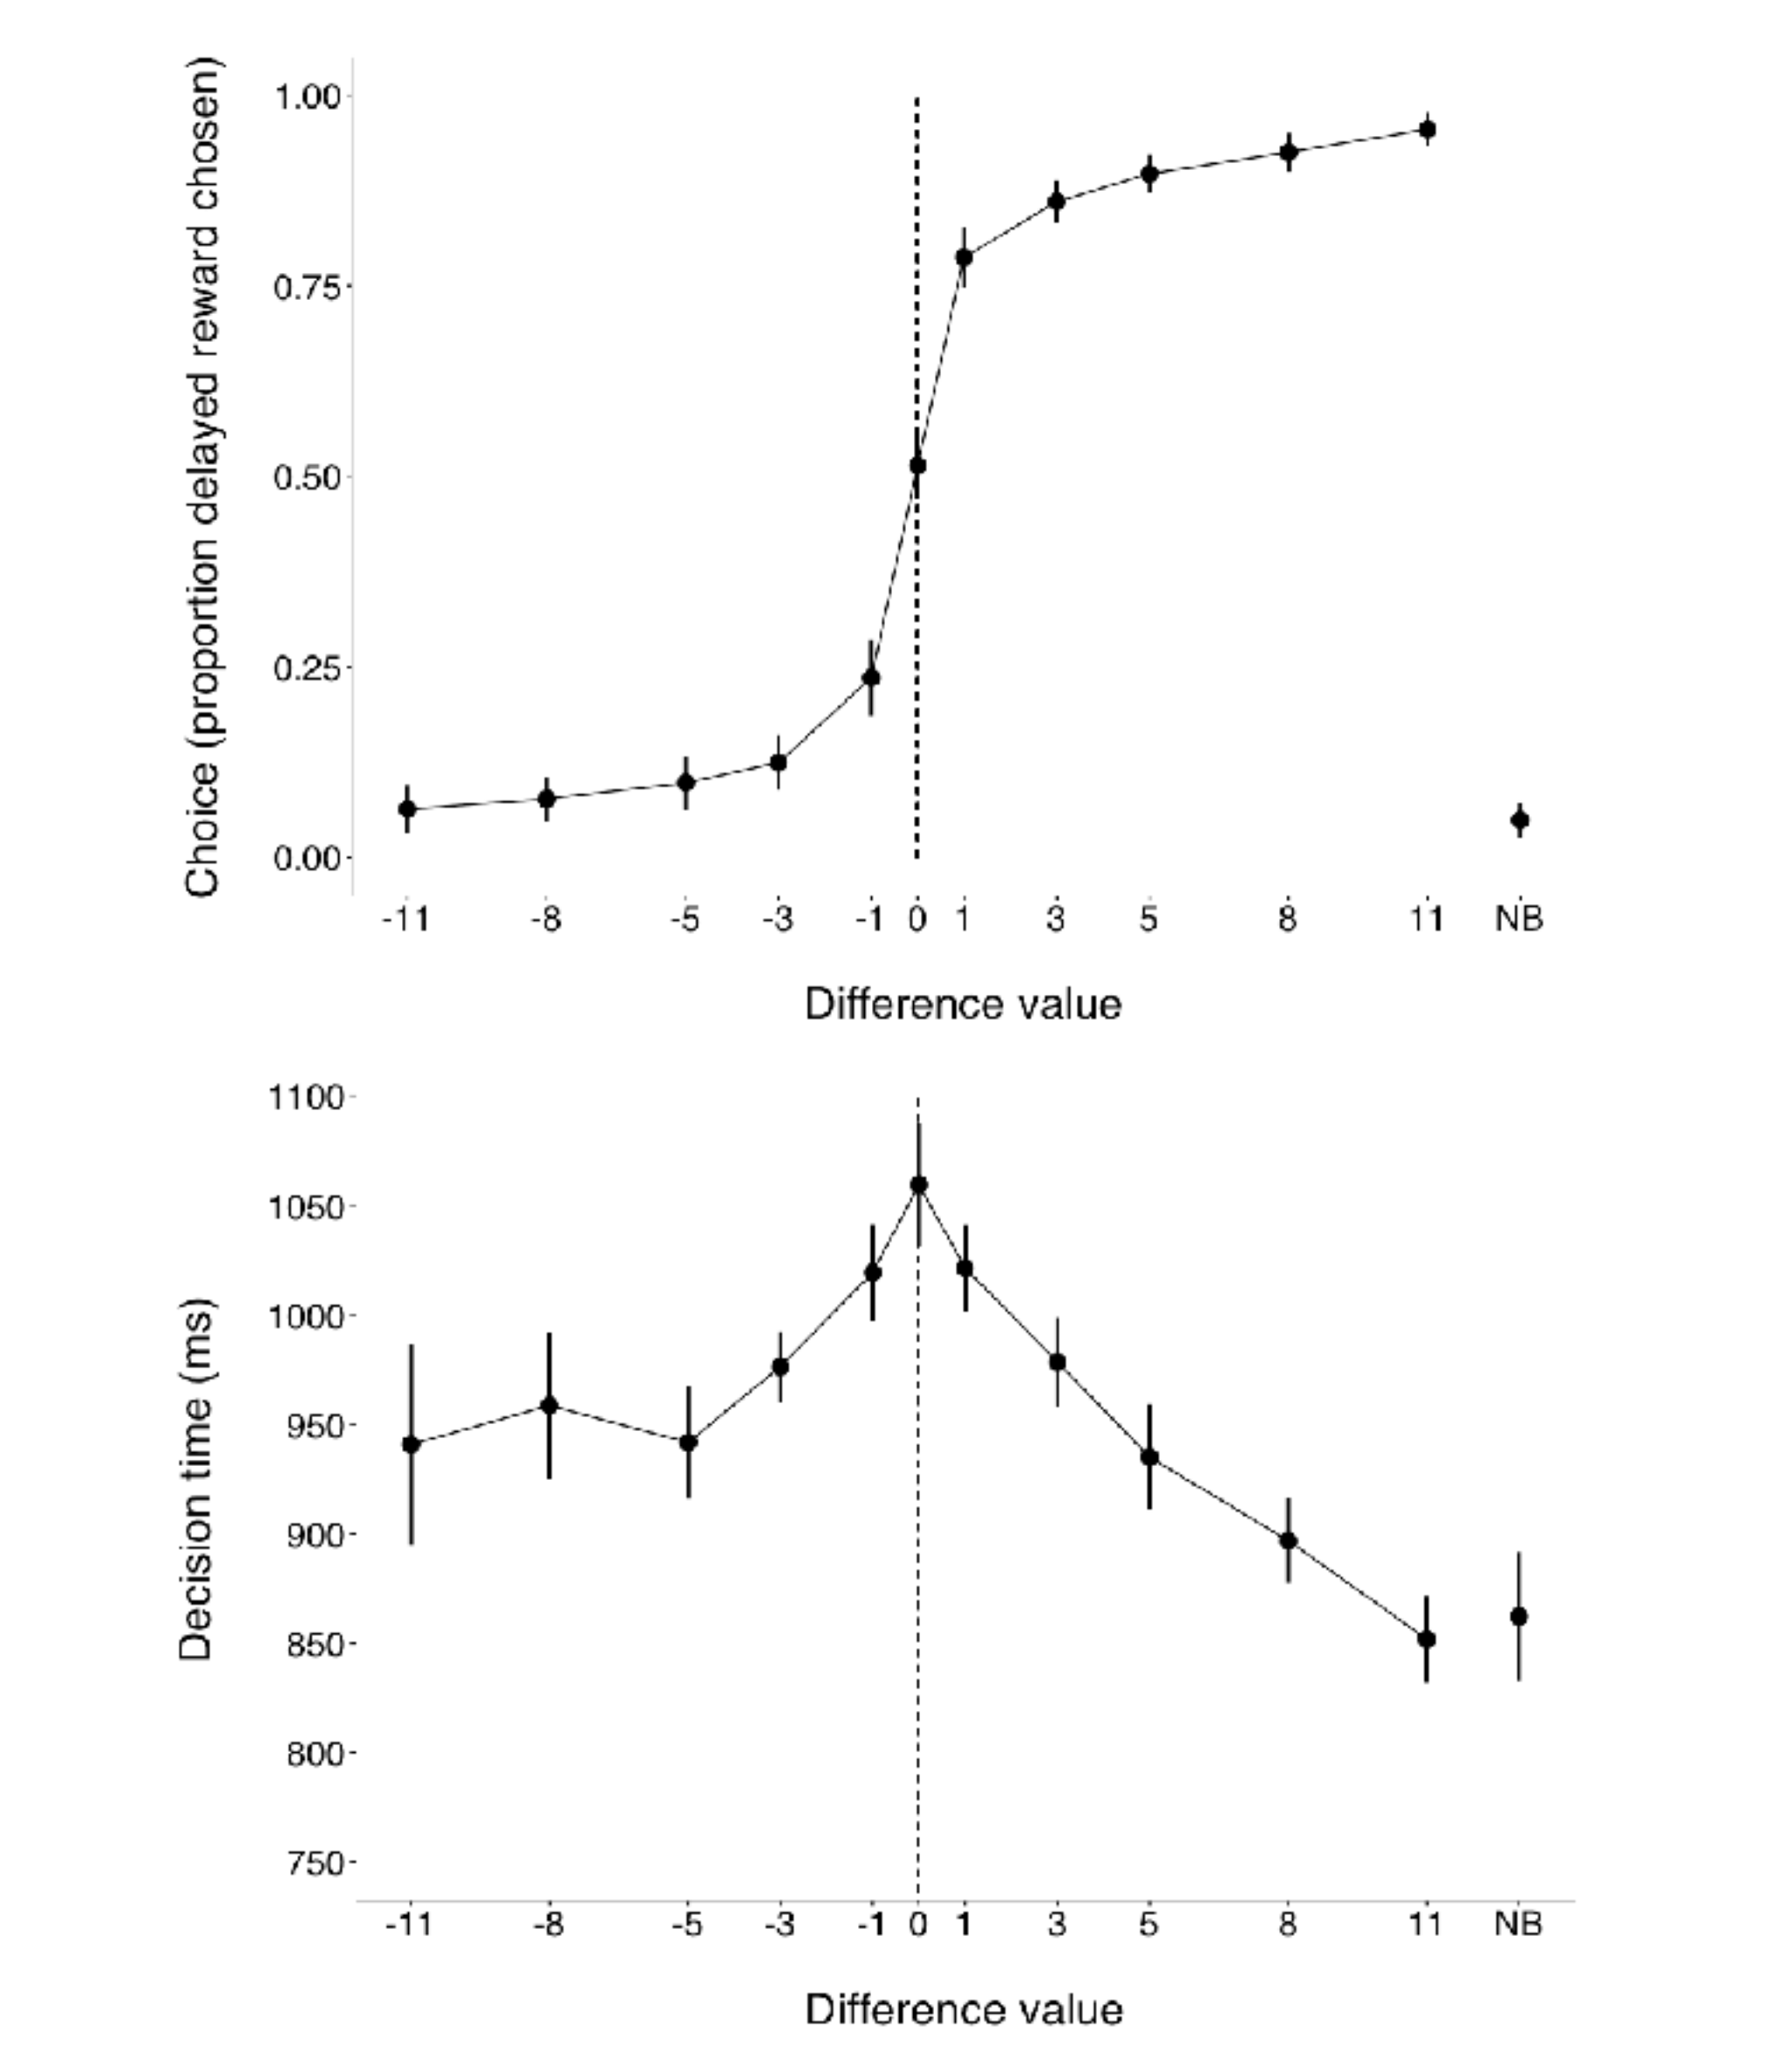 Choice (proportion delayed reward chosen)
1.00
0.75
0.50
0.25
0.00
-11 -8 -5 -3 -1 0 1 3 5 8 11 NB
Difference value
Decision time (ms)
1100
1050
1000
950
900
850
800
750
-11 -8 -5 -3 -1 0 1 3 5 8 11 NB
Difference value